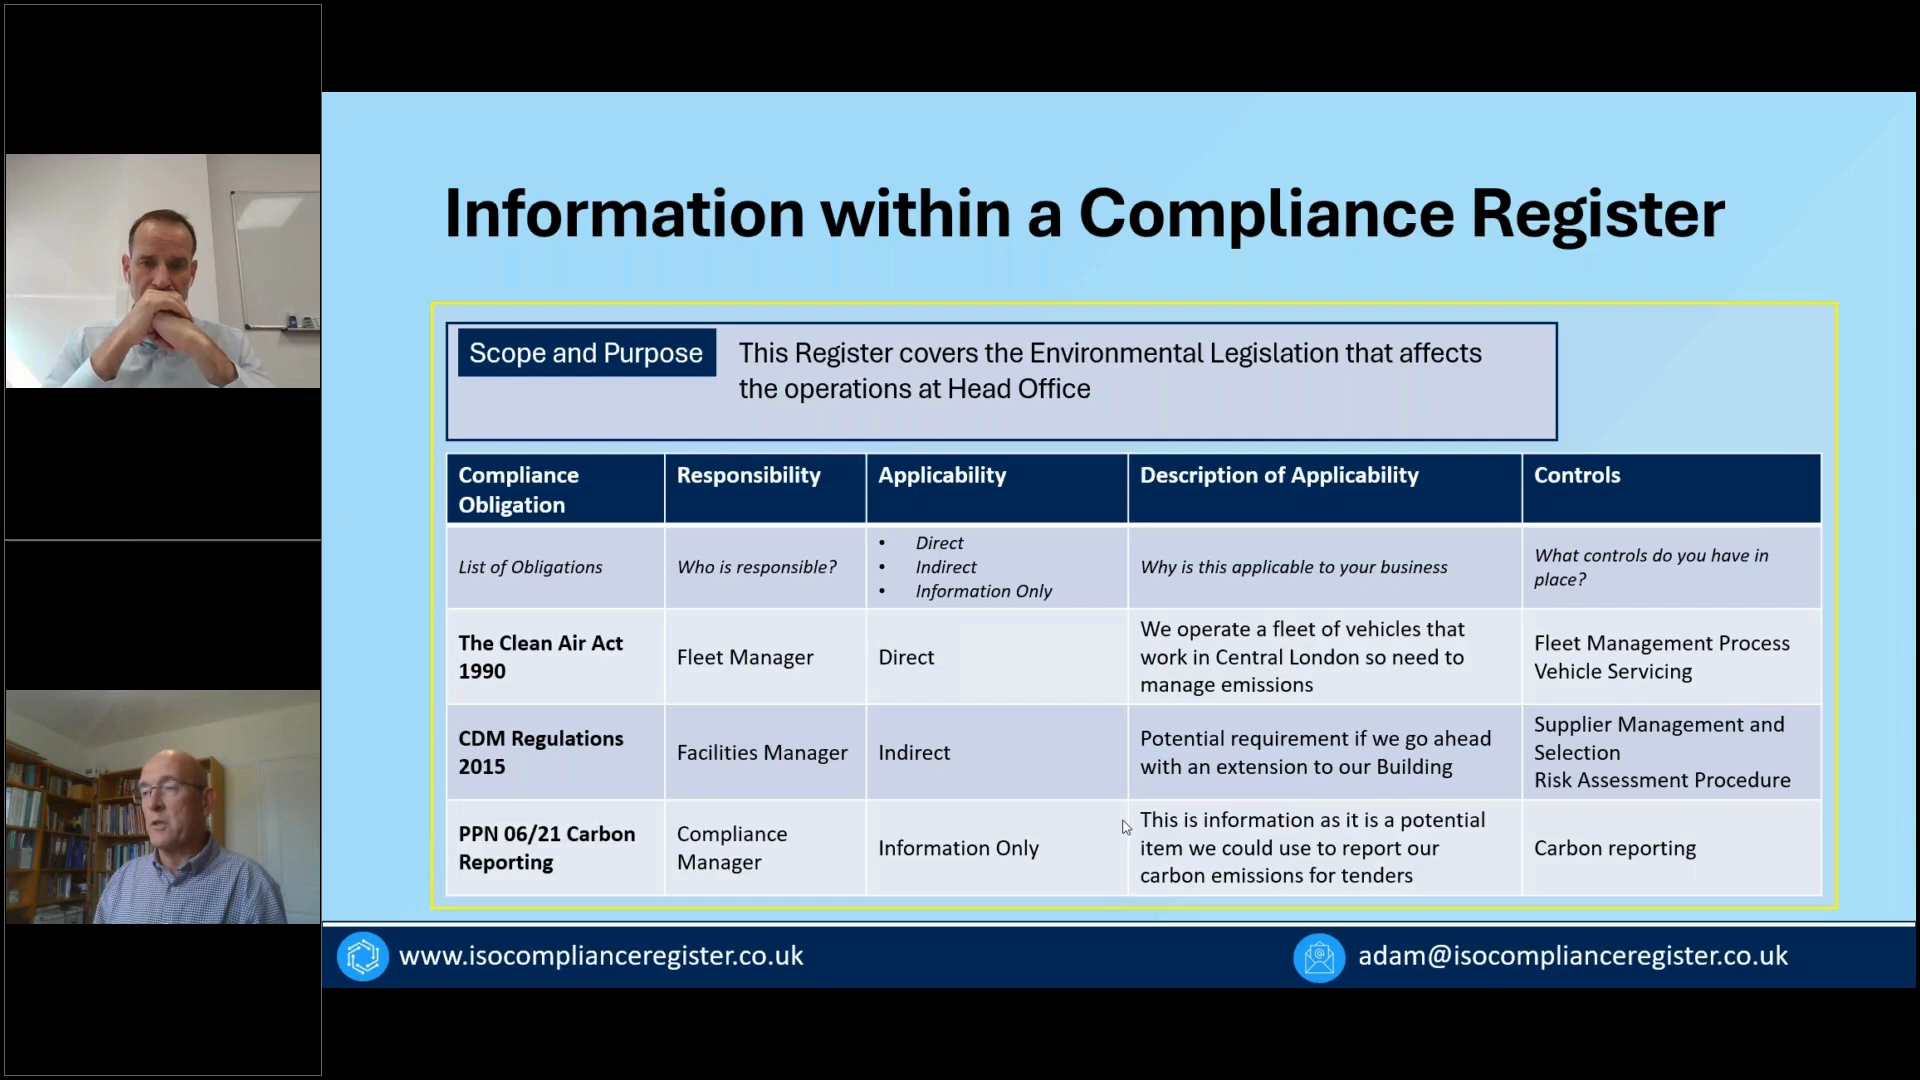 Information within a Compliance Register
Scope and Purpose
This Register covers the Environmental Legislation that affects
the operations at Head Office
Compliance
Obligation
Responsibility
Applicability
Description of Applicability
Controls
List of Obligations
Who is responsible?
• Direct
• Indirect
• Information Only
Why is this applicable to your business
What controls do you have in
place?
The Clean Air Act
1990
Fleet Manager
Direct
We operate a fleet of vehicles that
work in Central London so need to
manage emissions
Fleet Management Process
Vehicle Servicing
CDM Regulations
2015
Facilities Manager
Indirect
Potential requirement if we go ahead
with an extension to our Building
Supplier Management and
Selection
Risk Assessment Procedure
PPN 06/21 Carbon
Reporting
Compliance
Manager
Information Only
This is information as it is a potential
item we could use to report our
carbon emissions for tenders
Carbon reporting
www.isocomplianceregister.co.uk
adam@isocomplianceregister.co.uk